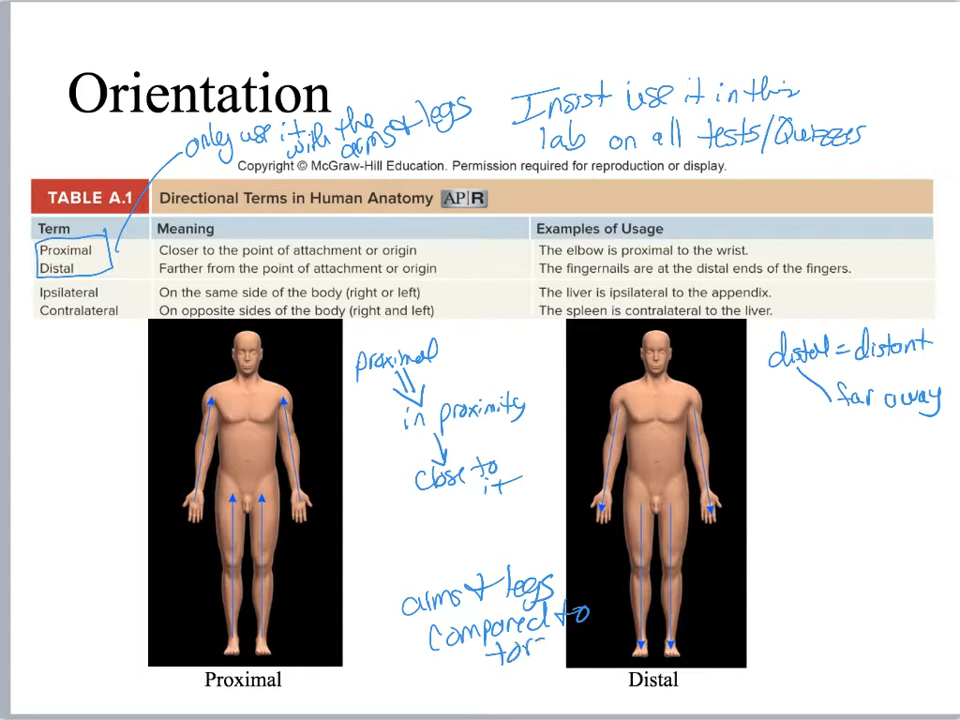 Orientation
only use it with the arms + legs
Insist use it in this
lab on all tests/Quizzes
Copyright © McGraw-Hill Education. Permission required for reproduction or display.
TABLE A.1 Directional Terms in Human Anatomy AP|R
Term Meaning Examples of Usage
Proximal Closer to the point of attachment or origin The elbow is proximal to the wrist.
Distal Farther from the point of attachment or origin The fingernails are at the distal ends of the fingers.
Ipsilateral On the same side of the body (right or left) The liver is ipsilateral to the appendix.
Contralateral On opposite sides of the body (right and left) The spleen is contralateral to the liver.
proximal
in proximity
close to
it
distal = distant
far away
arms + legs
compared to
tor
Proximal
Distal